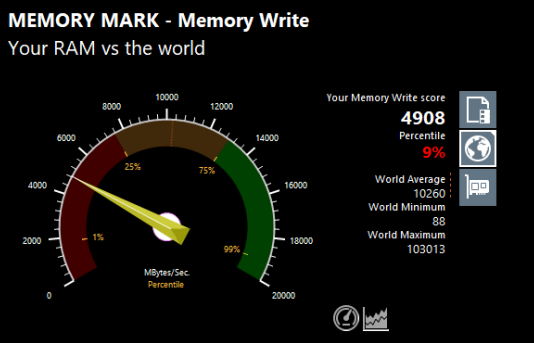 MEMORY MARK - Memory Write
Your RAM vs the world
Your Memory Write score
4908
Percentile
9%
World Average
10260
World Minimum
88
World Maximum
103013
0
2000
4000
6000
8000
10000
12000
14000
16000
18000
20000
1%
25%
75%
99%
MBytes/Sec.
Percentile